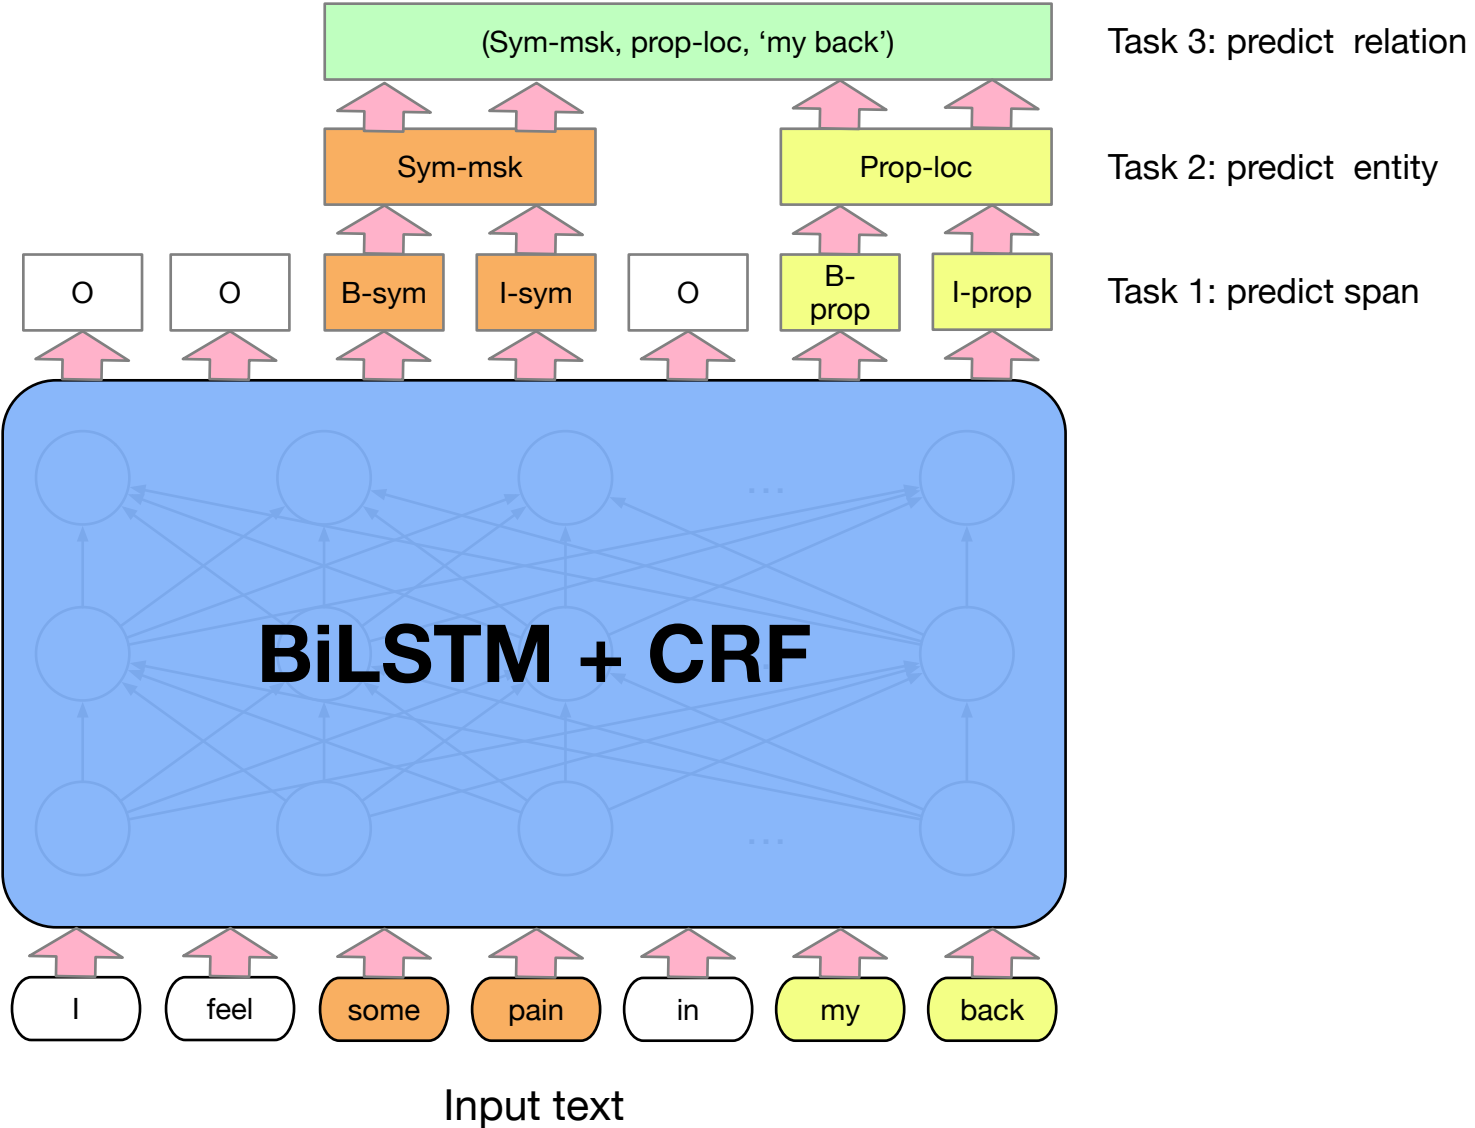 (Sym-msk, prop-loc, ‘my back’)
Task 3: predict relation
Sym-msk
Prop-loc
Task 2: predict entity
O
O
B-sym
I-sym
O
B-
prop
I-prop
Task 1: predict span
...
BiLSTM + CRF
...
I
feel
some
pain
in
my
back
Input text